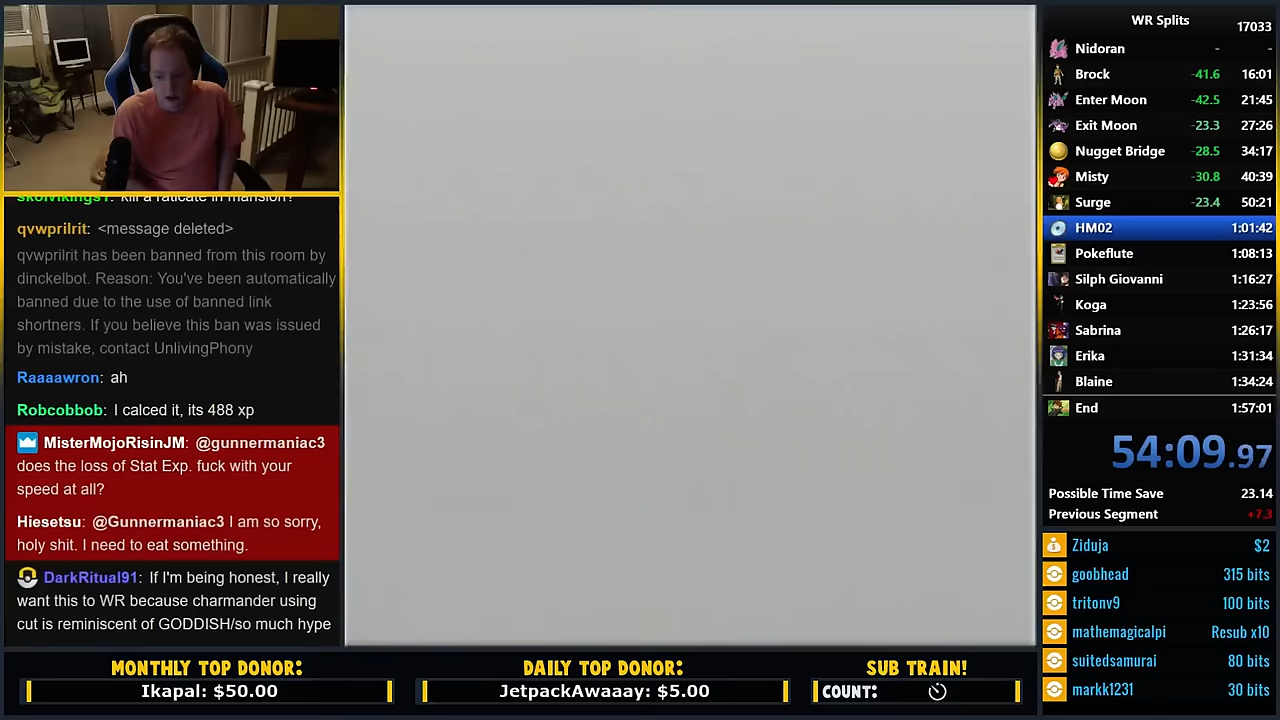 skolvikings1: kill a raticate in mansion?
qvwprilrit: <message deleted>
qvwprilrit has been banned from this room by
dinckelbot. Reason: You've been automatically
banned due to the use of banned link
shortners. If you believe this ban was issued
by mistake, contact UnlivingPhony
Raaaawron: ah
Robcobbob: I calced it, its 488 xp
MisterMojoRisinJM: @gunnermaniac3
does the loss of Stat Exp. fuck with your
speed at all?
Hiesetsu: @Gunnermaniac3 I am so sorry,
holy shit. I need to eat something.
DarkRitual91: If I'm being honest, I really
want this to WR because charmander using
cut is reminiscent of GODDISH/so much hype
MONTHLY TOP DONOR:
Ikapal: $50.00
DAILY TOP DONOR:
JetpackAwaaay: $5.00
SUB TRAIN!
COUNT:
WR Splits 17033
Nidoran - -
Brock -41.6 16:01
Enter Moon -42.5 21:45
Exit Moon -23.3 27:26
Nugget Bridge -28.5 34:17
Misty -30.8 40:39
Surge -23.4 50:21
HM02 1:01:42
Pokeflute 1:08:13
Silph Giovanni 1:16:27
Koga 1:23:56
Sabrina 1:26:17
Erika 1:31:34
Blaine 1:34:24
End 1:57:01
54:09.97
Possible Time Save 23.14
Previous Segment +7.3
Ziduja $2
goobhead 315 bits
tritonv9 100 bits
mathemagicalpi Resub x10
suitedsamurai 80 bits
markk1231 30 bits